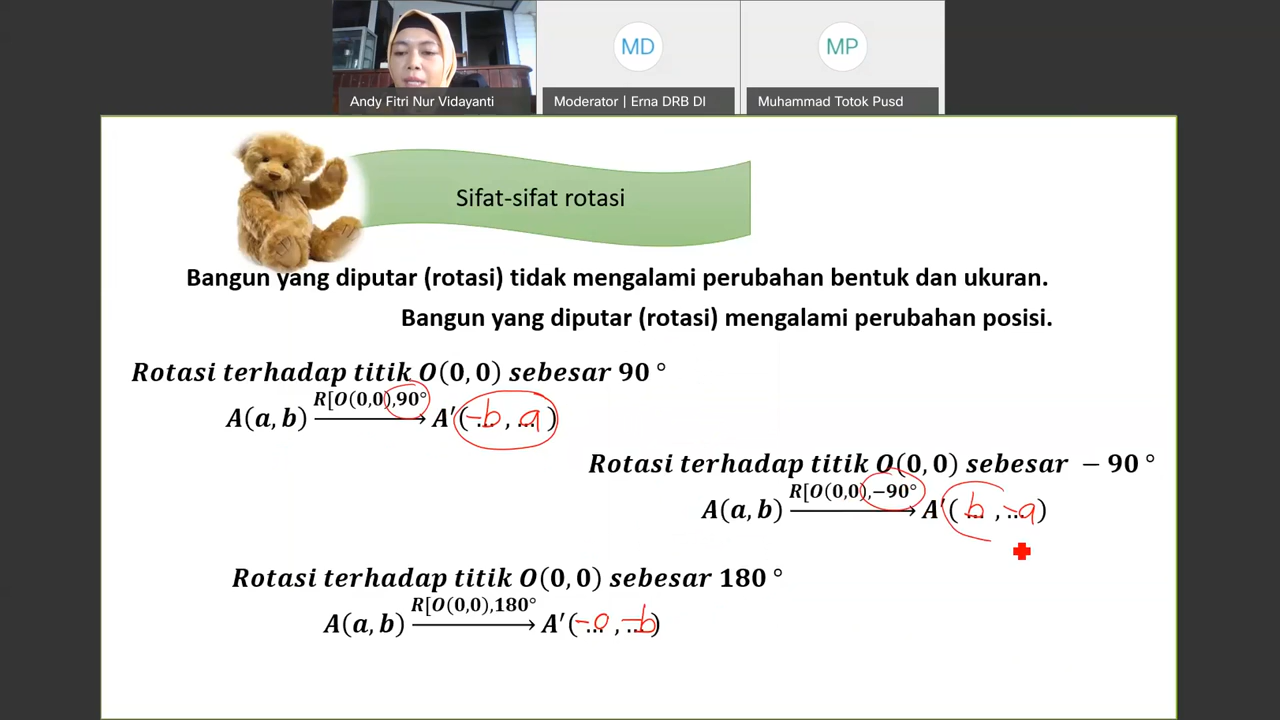 MD
MP
Andy Fitri Nur Vidayanti
Moderator | Erna DRB DI
Muhammad Totok Pusd
Sifat-sifat rotasi
Bangun yang diputar (rotasi) tidak mengalami perubahan bentuk dan ukuran.
Bangun yang diputar (rotasi) mengalami perubahan posisi.
Rotasi terhadap titik O(0,0) sebesar 90°
R[O(0,0),90°
A(a,b) → A'(-b, a)
Rotasi terhadap titik O(0,0) sebesar −90°
R[O(0,0),−90°
A(a,b) → A'(b, -a)
Rotasi terhadap titik O(0,0) sebesar 180°
R[O(0,0),180°
A(a,b) → A'(-a, -b)